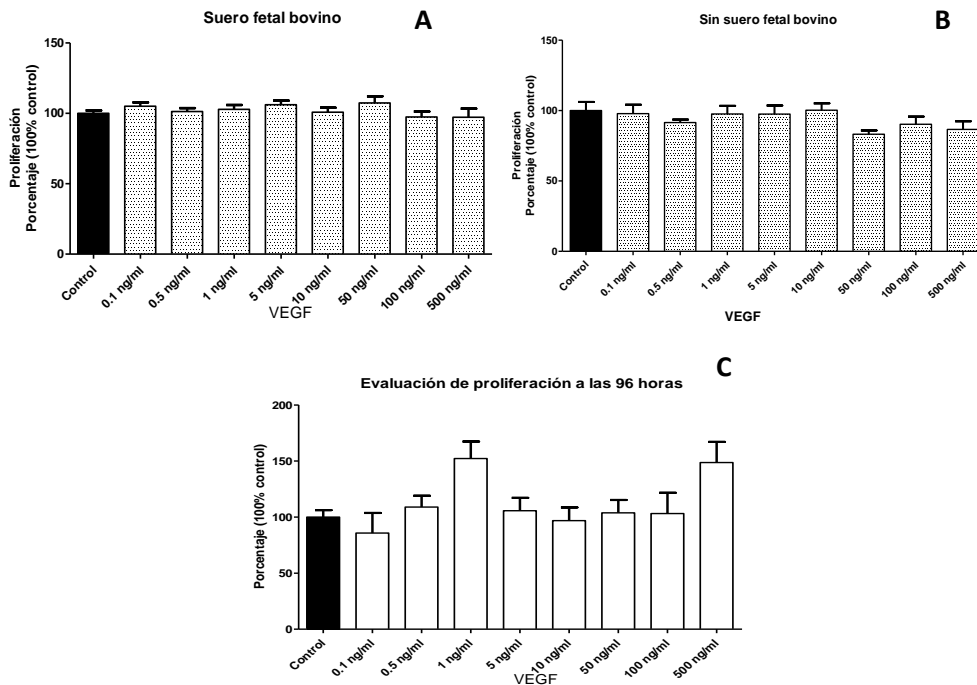 Suero fetal bovino
A
Proliferación
Porcentaje (100% control)
150
100
50
0
Control
0.1 ng/ml
0.5 ng/ml
1 ng/ml
5 ng/ml
10 ng/ml
50 ng/ml
100 ng/ml
500 ng/ml
VEGF
Sin suero fetal bovino
B
Proliferación
Porcentaje (100% control)
150
100
50
0
Control
0.1 ng/ml
0.5 ng/ml
1 ng/ml
5 ng/ml
10 ng/ml
50 ng/ml
100 ng/ml
500 ng/ml
VEGF
C
Evaluación de proliferación a las 96 horas
Porcentaje (100% control)
200
150
100
50
0
Control
0.1 ng/ml
0.5 ng/ml
1 ng/ml
5 ng/ml
10 ng/ml
50 ng/ml
100 ng/ml
500 ng/ml
VEGF